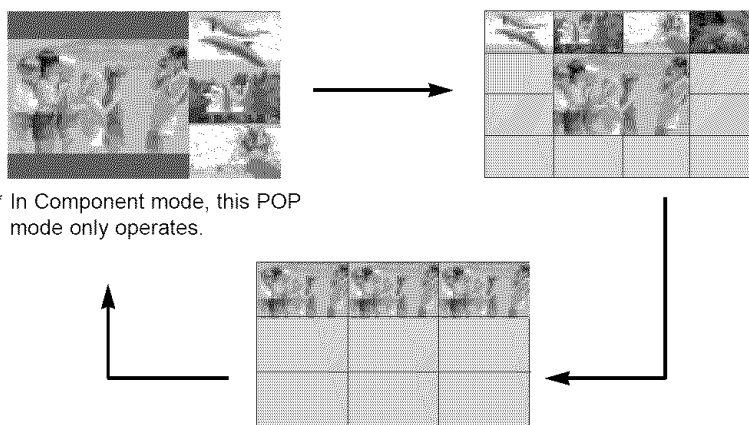 * In Component mode, this POP
mode only operates.